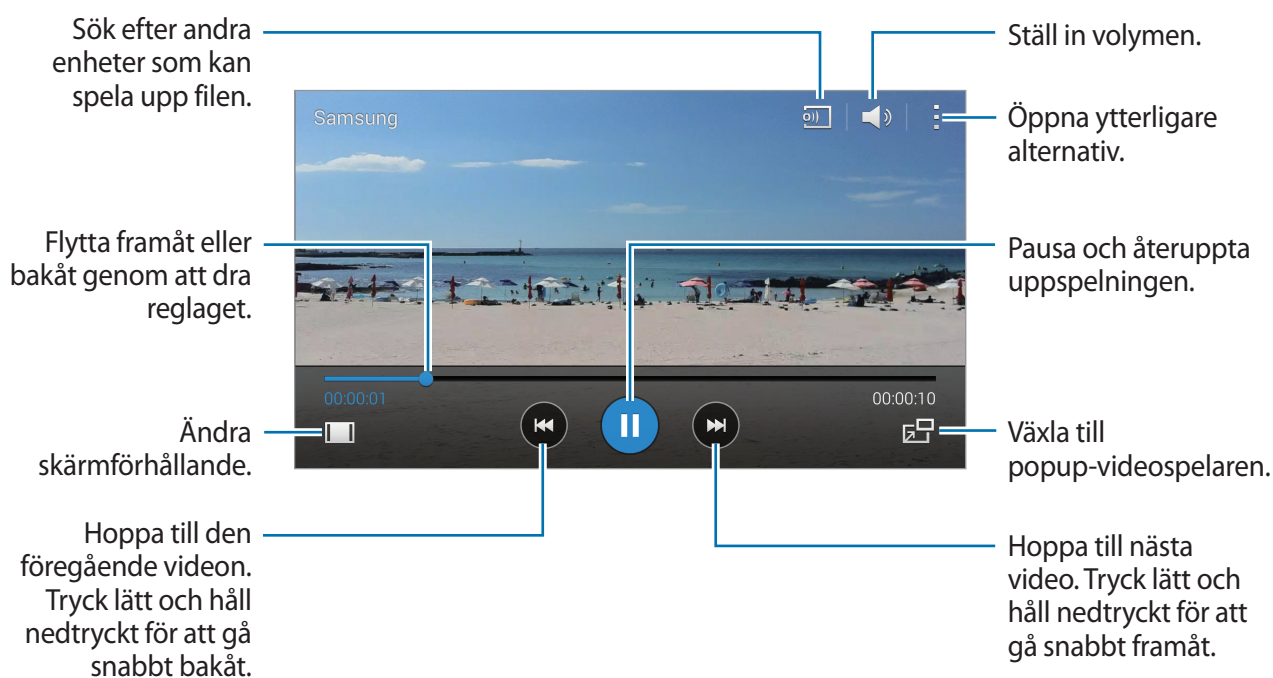 Sök efter andra
enheter som kan
spela upp filen.
Ställ in volymen.
Samsung
Öppna ytterligare
alternativ.
Flytta framåt eller
bakåt genom att dra
reglaget.
Pausa och återuppta
uppspelningen.
00:00:01
00:00:10
Ändra
skärmförhållande.
Växla till
popup-videospelaren.
Hoppa till den
föregående videon.
Tryck lätt och håll
nedtryckt för att gå
snabbt bakåt.
Hoppa till nästa
video. Tryck lätt och
håll nedtryckt för att
gå snabbt framåt.